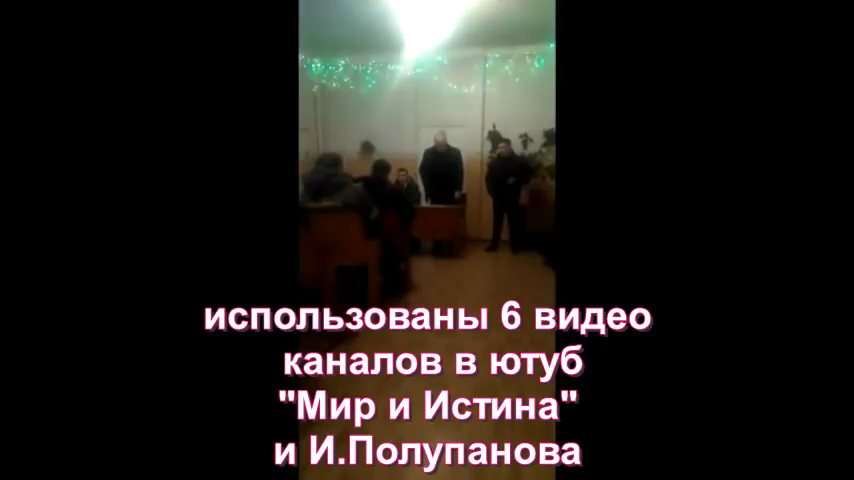 использованы 6 видео
каналов в ютуб
"Мир и Истина"
и И.Полупанова